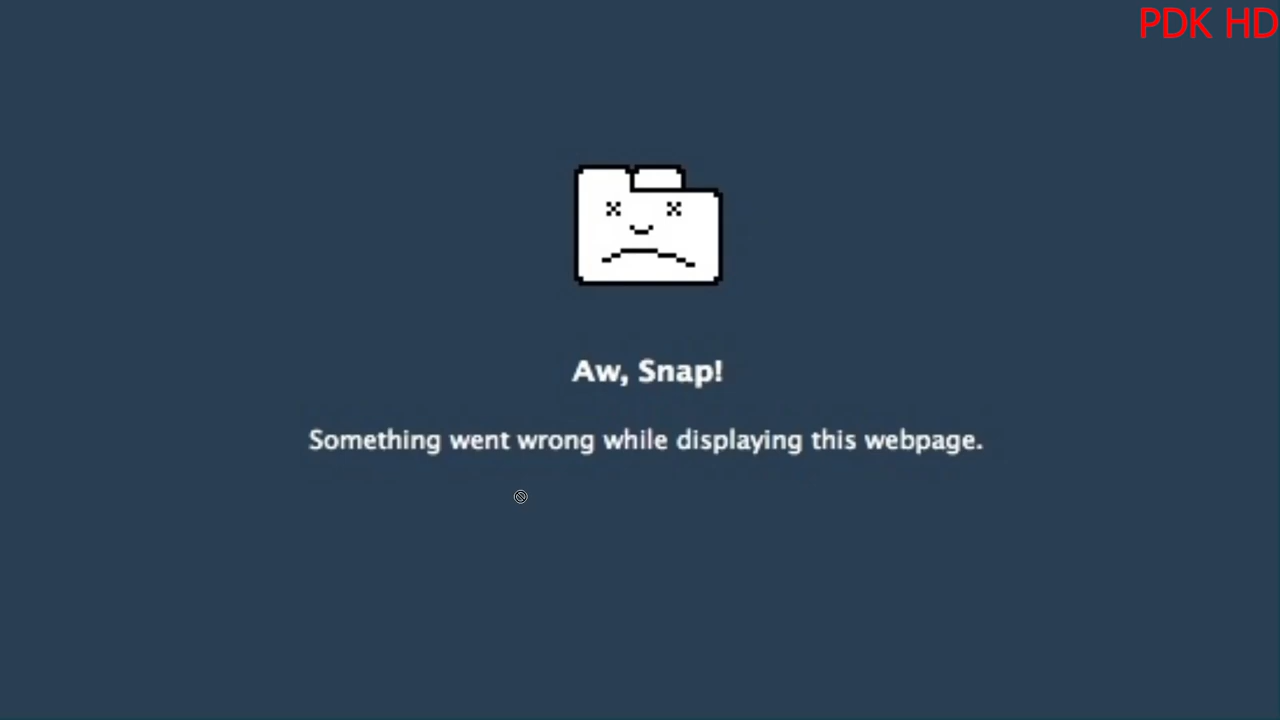 PDK HD
Aw, Snap!
Something went wrong while displaying this webpage.